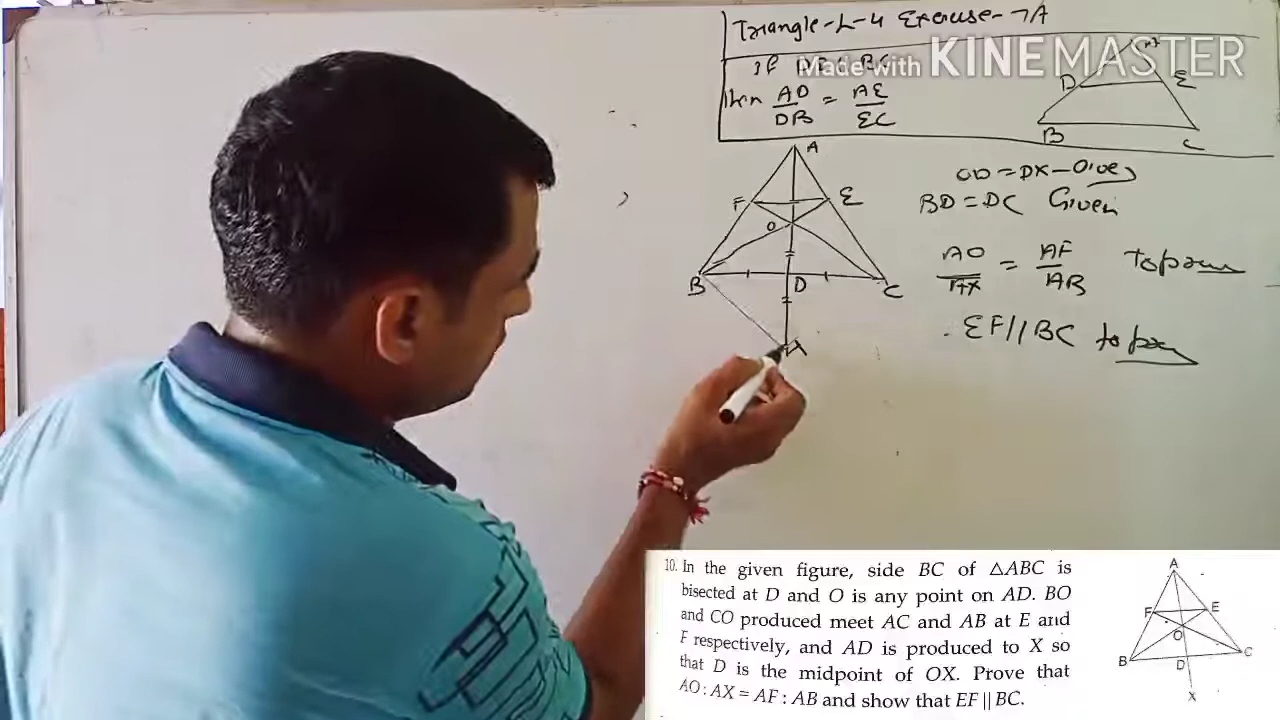 Triangle-L-4 Exercise-7A
If DE || BC
Made with KINEMASTER
then AD/DB = AE/EC
A
D E
B C
A
F E
O
B D C
X
OD = DX - Given
BD = DC Given
AO/AX = AF/AB
EF // BC
10. In the given figure, side BC of △ABC is
bisected at D and O is any point on AD. BO
and CO produced meet AC and AB at E and
F respectively, and AD is produced to X so
that D is the midpoint of OX. Prove that
AO : AX = AF : AB and show that EF || BC.
A
F E
O
B D C
X